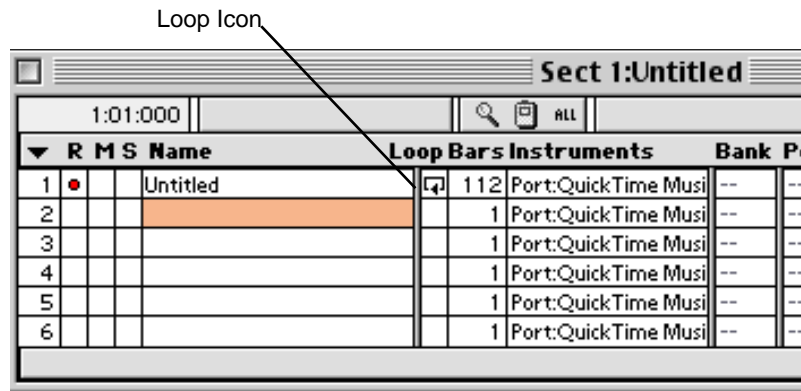 Loop Icon
Sect 1:Untitled
1:01:000 ALL
R M S Name Loop Bars Instruments Bank P
1 Untitled 112 Port:QuickTime Musi --
2 1 Port:QuickTime Musi -- --
3 1 Port:QuickTime Musi -- --
4 1 Port:QuickTime Musi -- --
5 1 Port:QuickTime Musi -- --
6 1 Port:QuickTime Musi -- --